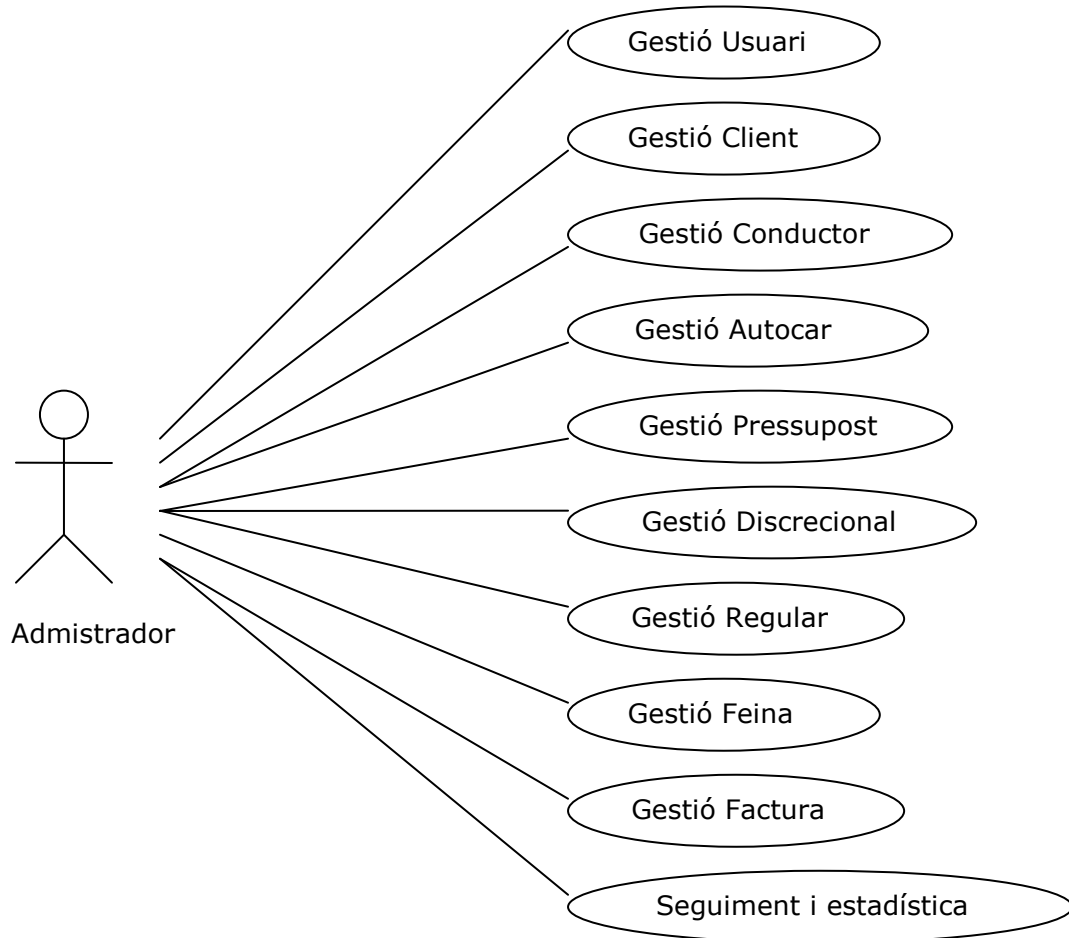 Gestió Usuari
Gestió Client
Gestió Conductor
Gestió Autocar
Gestió Pressupost
Gestió Discrecional
Gestió Regular
Admistrador
Gestió Feina
Gestió Factura
Seguiment i estadística